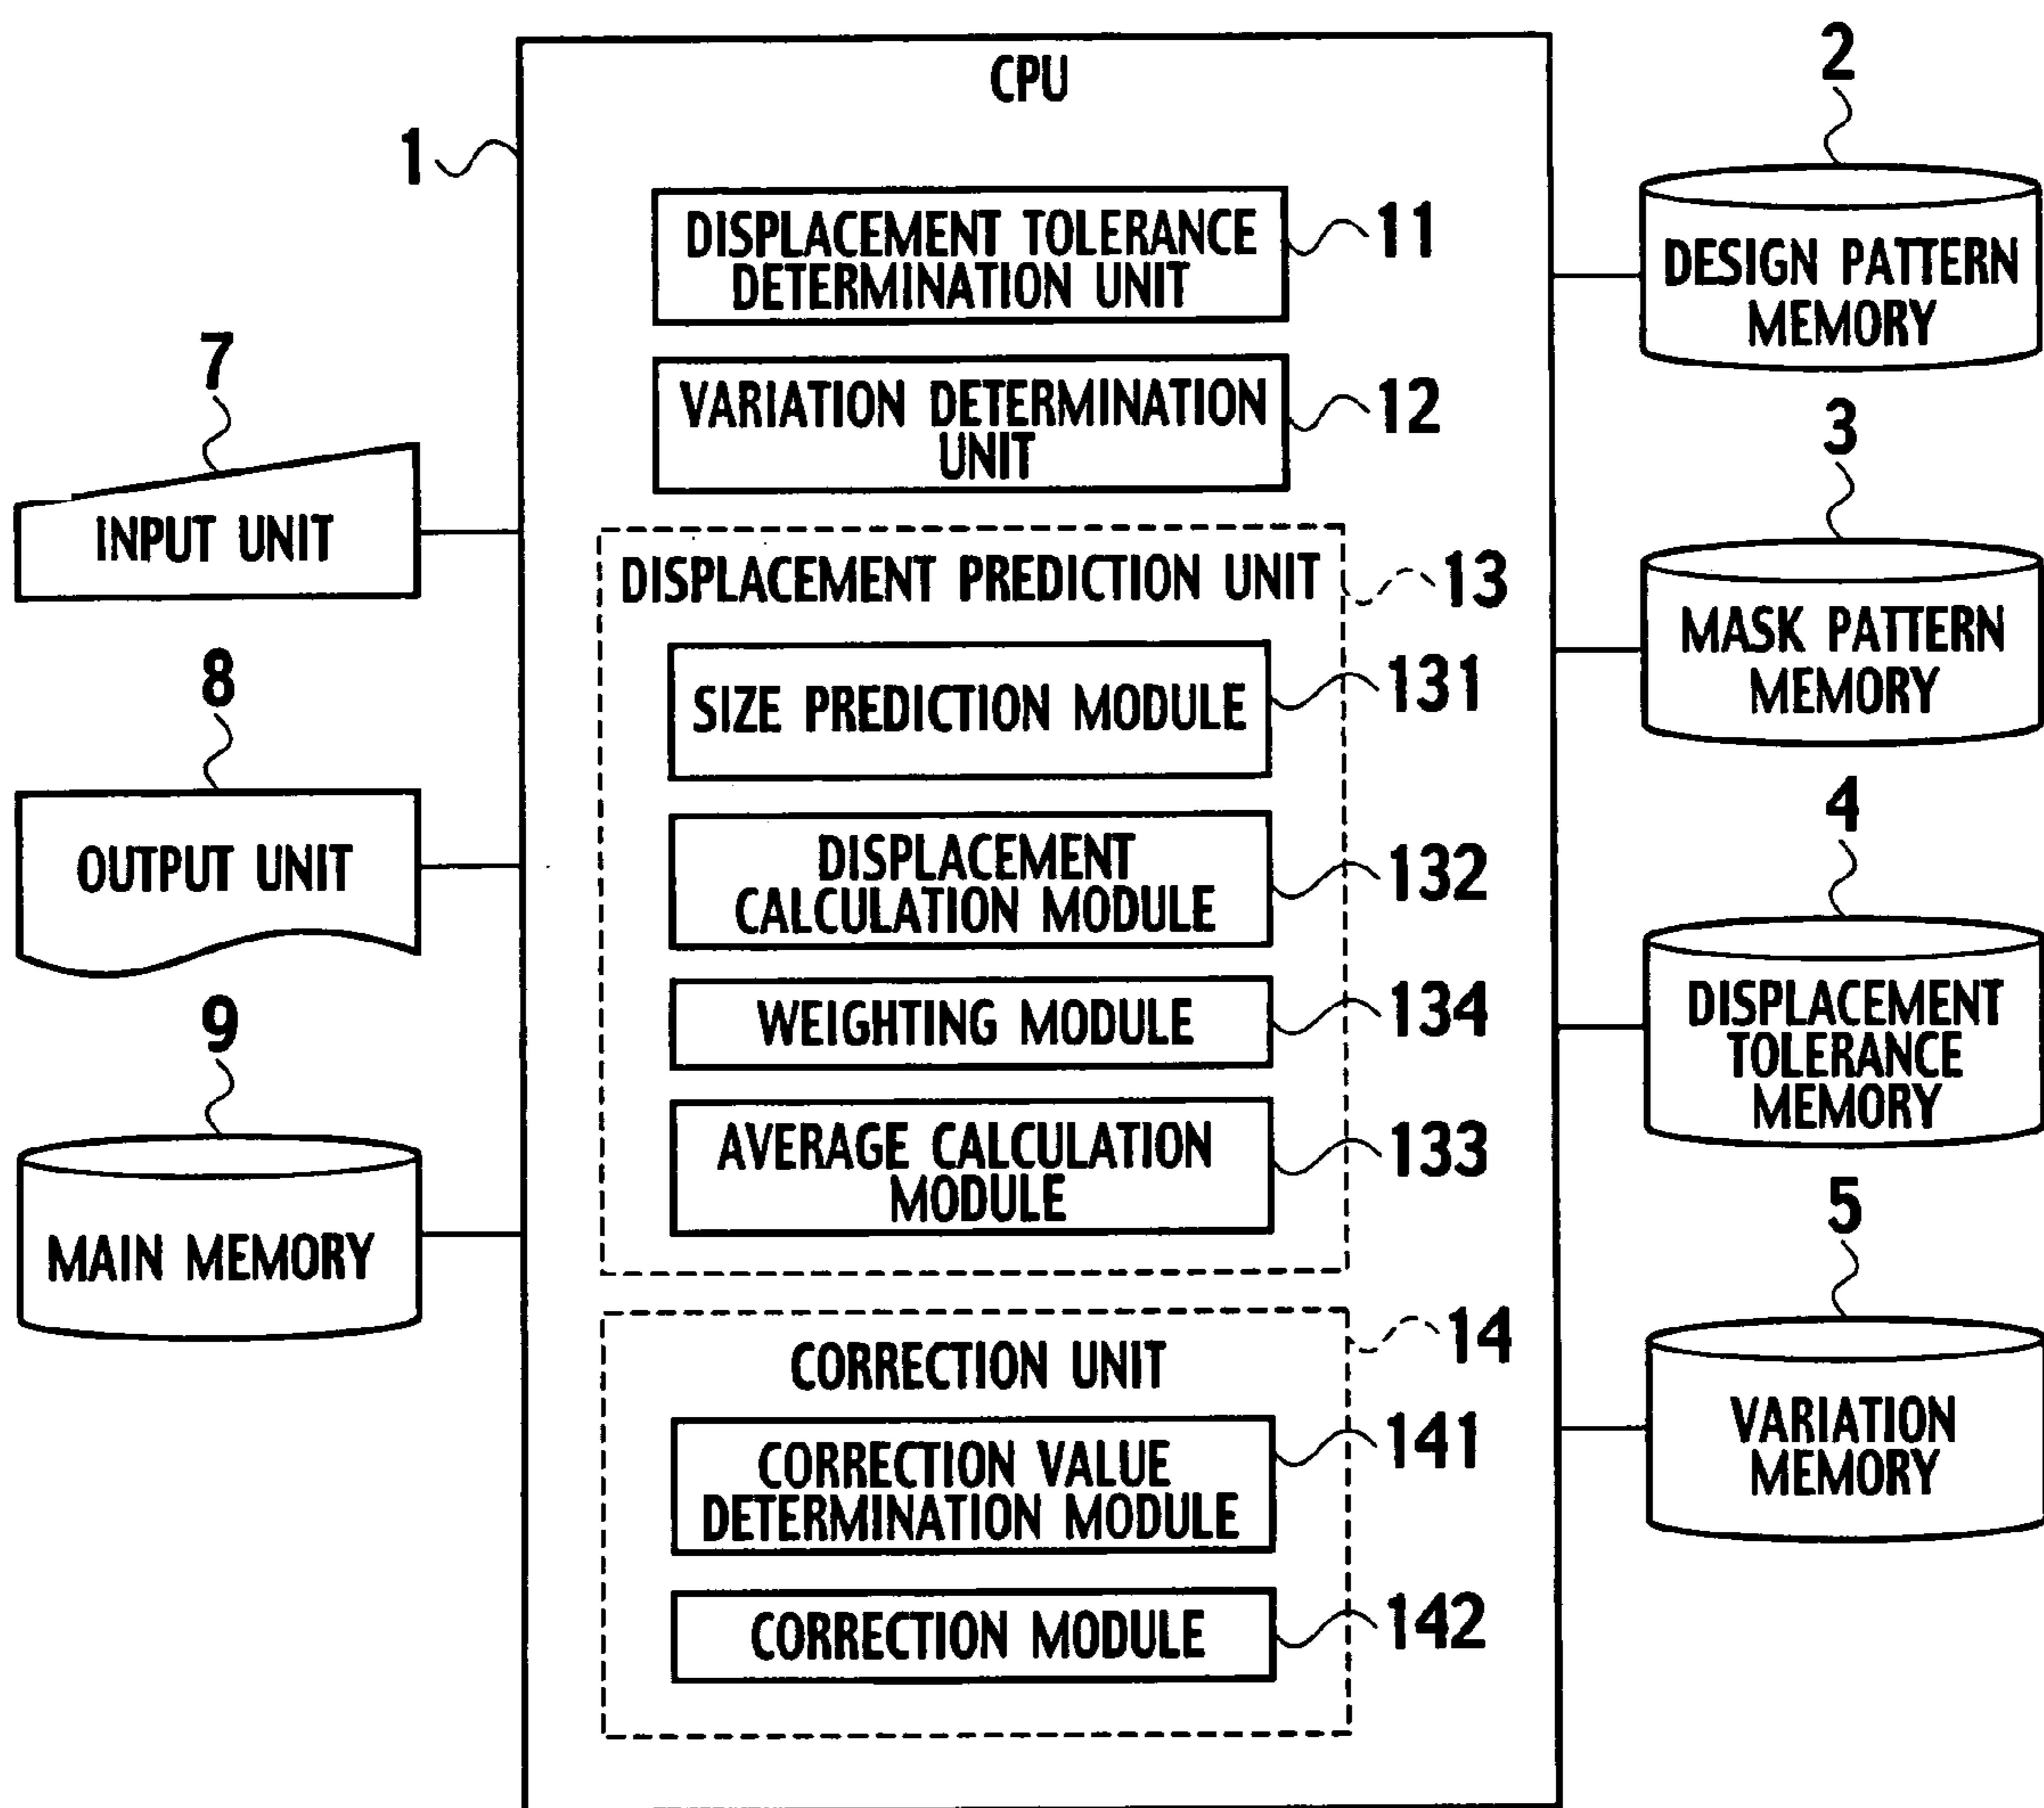 CPU
1
DISPLACEMENT TOLERANCE
DETERMINATION UNIT
11
VARIATION DETERMINATION
UNIT
12
DISPLACEMENT PREDICTION UNIT
13
SIZE PREDICTION MODULE
131
DISPLACEMENT
CALCULATION MODULE
132
WEIGHTING MODULE
134
AVERAGE CALCULATION
MODULE
133
CORRECTION UNIT
14
CORRECTION VALUE
DETERMINATION MODULE
141
CORRECTION MODULE
142
7
INPUT UNIT
8
OUTPUT UNIT
9
MAIN MEMORY
2
DESIGN PATTERN
MEMORY
3
MASK PATTERN
MEMORY
4
DISPLACEMENT
TOLERANCE
MEMORY
5
VARIATION
MEMORY